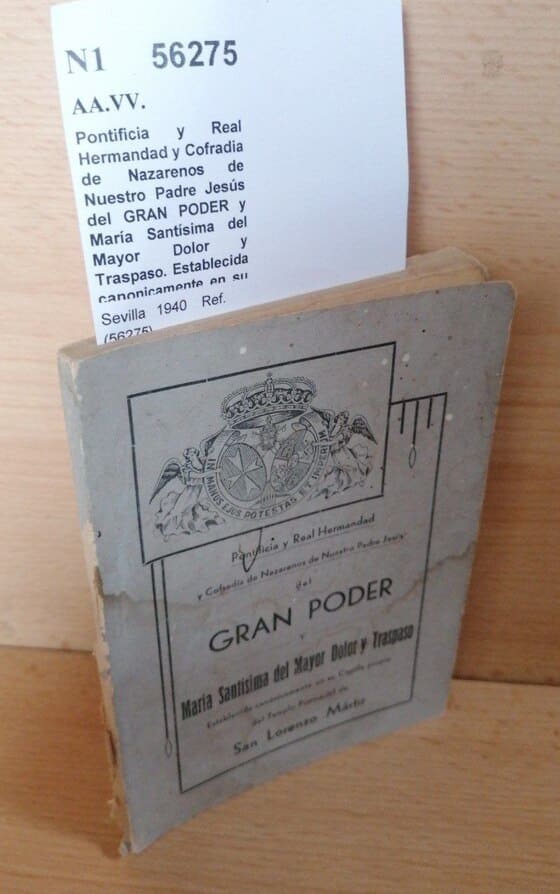 N1 56275
AA.VV.
Pontificia y Real
Hermandad y Cofradia
de Nazarenos de
Nuestro Padre Jesús
del GRAN PODER y
María Santísima del
Mayor Dolor y
Traspaso. Establecida
canonicamente en su
Sevilla 1940 Ref.
(56275)
IN MANUS EJUS POTESTAS ET IMPERIVM
Pontificia y Real Hermandad
y Cofradía de Nazarenos de Nuestro Padre Jesús
del
GRAN PODER
y
María Santísima del Mayor Dolor y Traspaso
Establecida canónicamente en su Capilla propia
del Templo Parroquial de
San Lorenzo Mártir